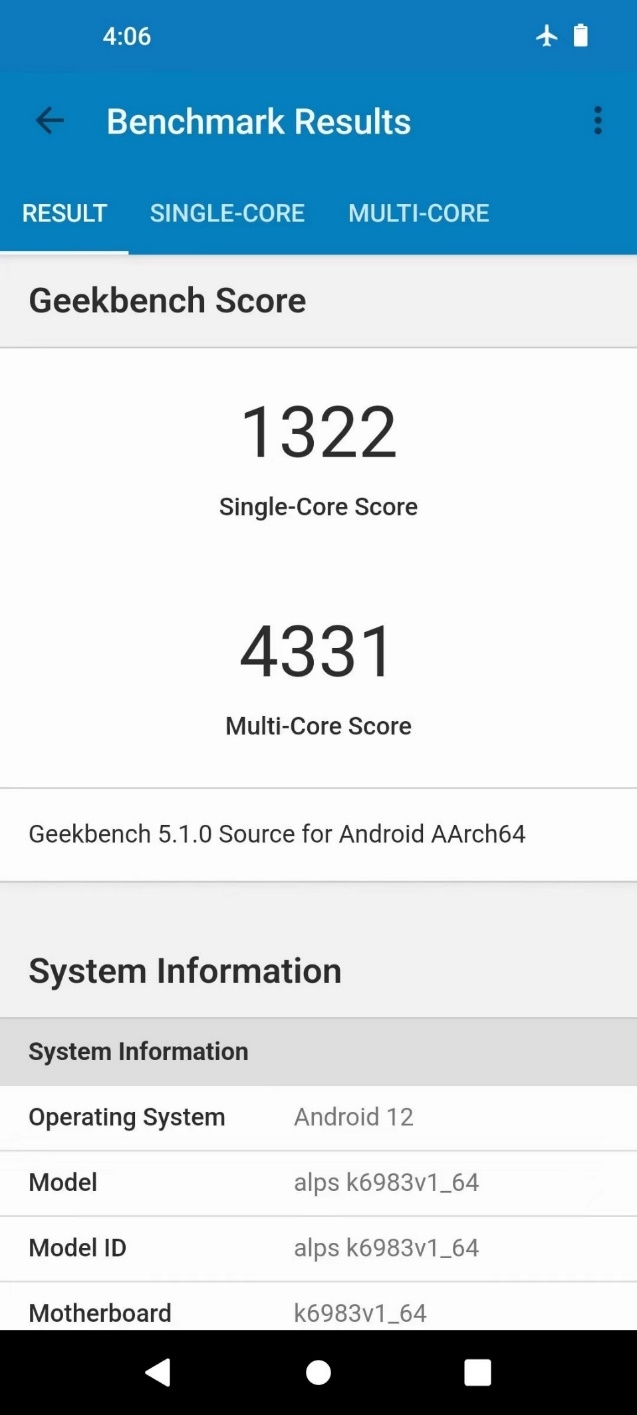 4:06
Benchmark Results
RESULT SINGLE-CORE MULTI-CORE
Geekbench Score
1322
Single-Core Score
4331
Multi-Core Score
Geekbench 5.1.0 Source for Android AArch64
System Information
System Information
Operating System Android 12
Model alps k6983v1_64
Model ID alps k6983v1_64
Motherboard k6983v1_64